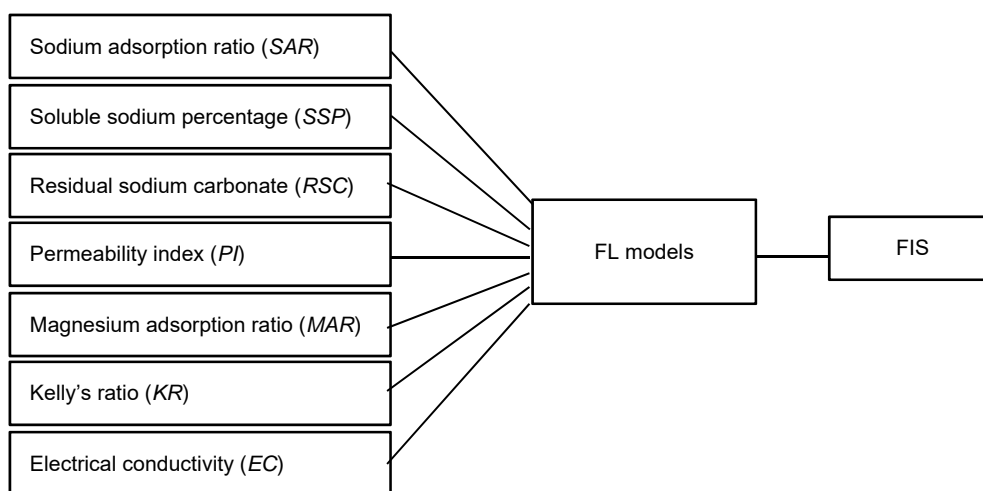 Sodium adsorption ratio (SAR)
Soluble sodium percentage (SSP)
Residual sodium carbonate (RSC)
Permeability index (PI)
Magnesium adsorption ratio (MAR)
Kelly’s ratio (KR)
Electrical conductivity (EC)
FL models
FIS